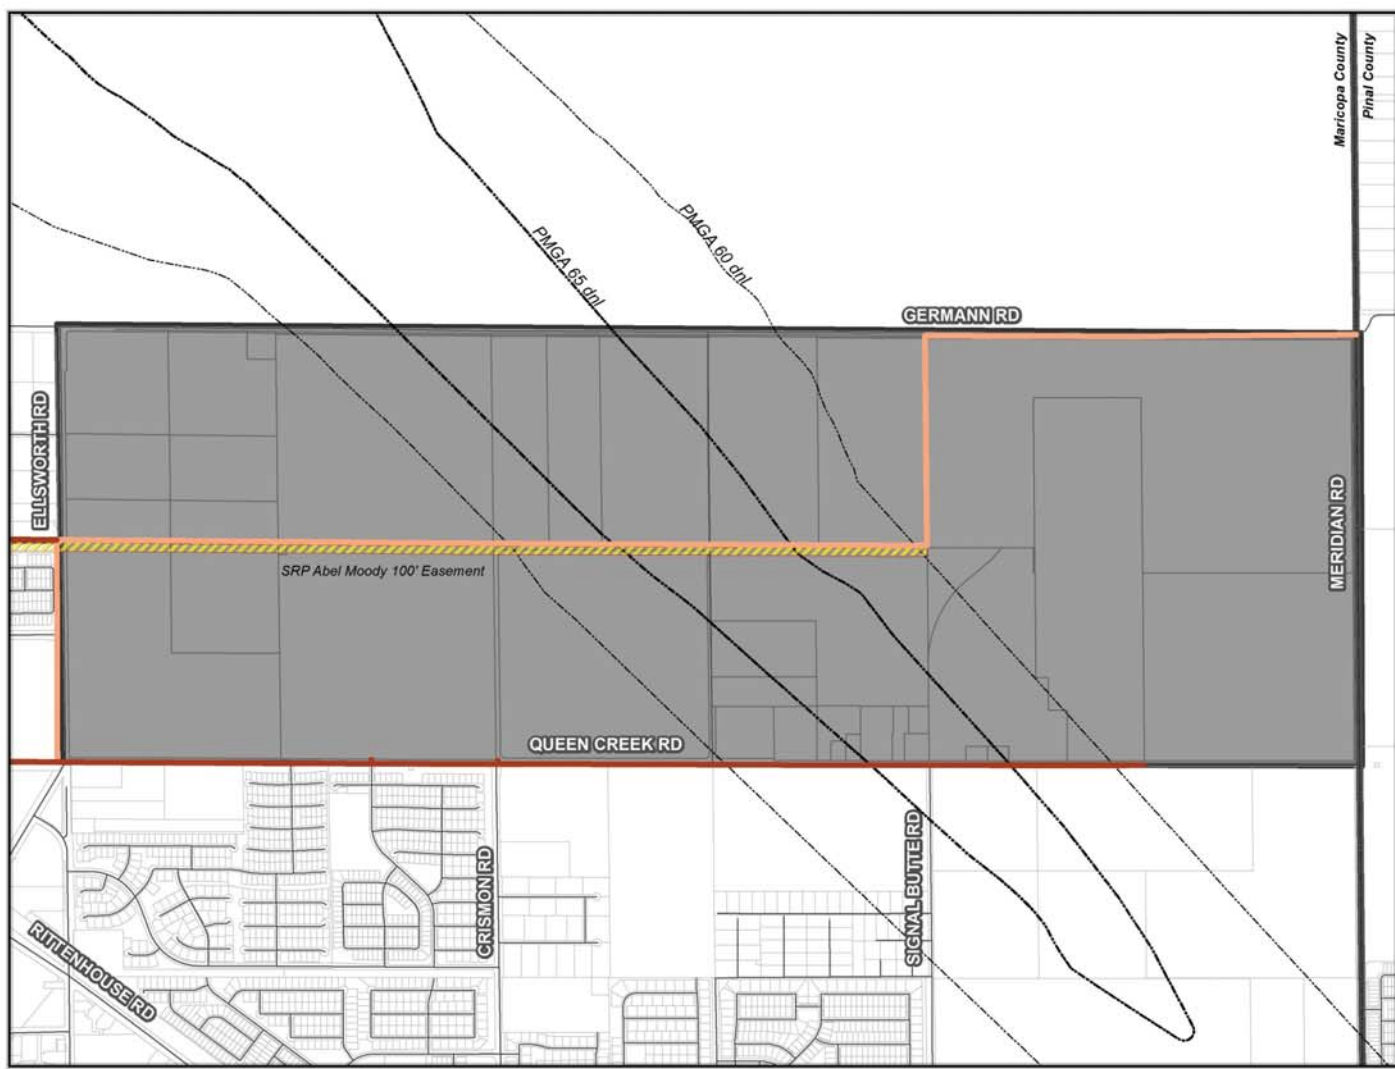 Maricopa County
Pinal County
PMGA 65 dnl
PMGA 60 dnl
GERMANN RD
ELLSWORTH RD
MERIDIAN RD
SRP Abel Moody 100' Easement
QUEEN CREEK RD
CRISMON RD
SIGNAL BUTTE RD
RITTENHOUSE RD